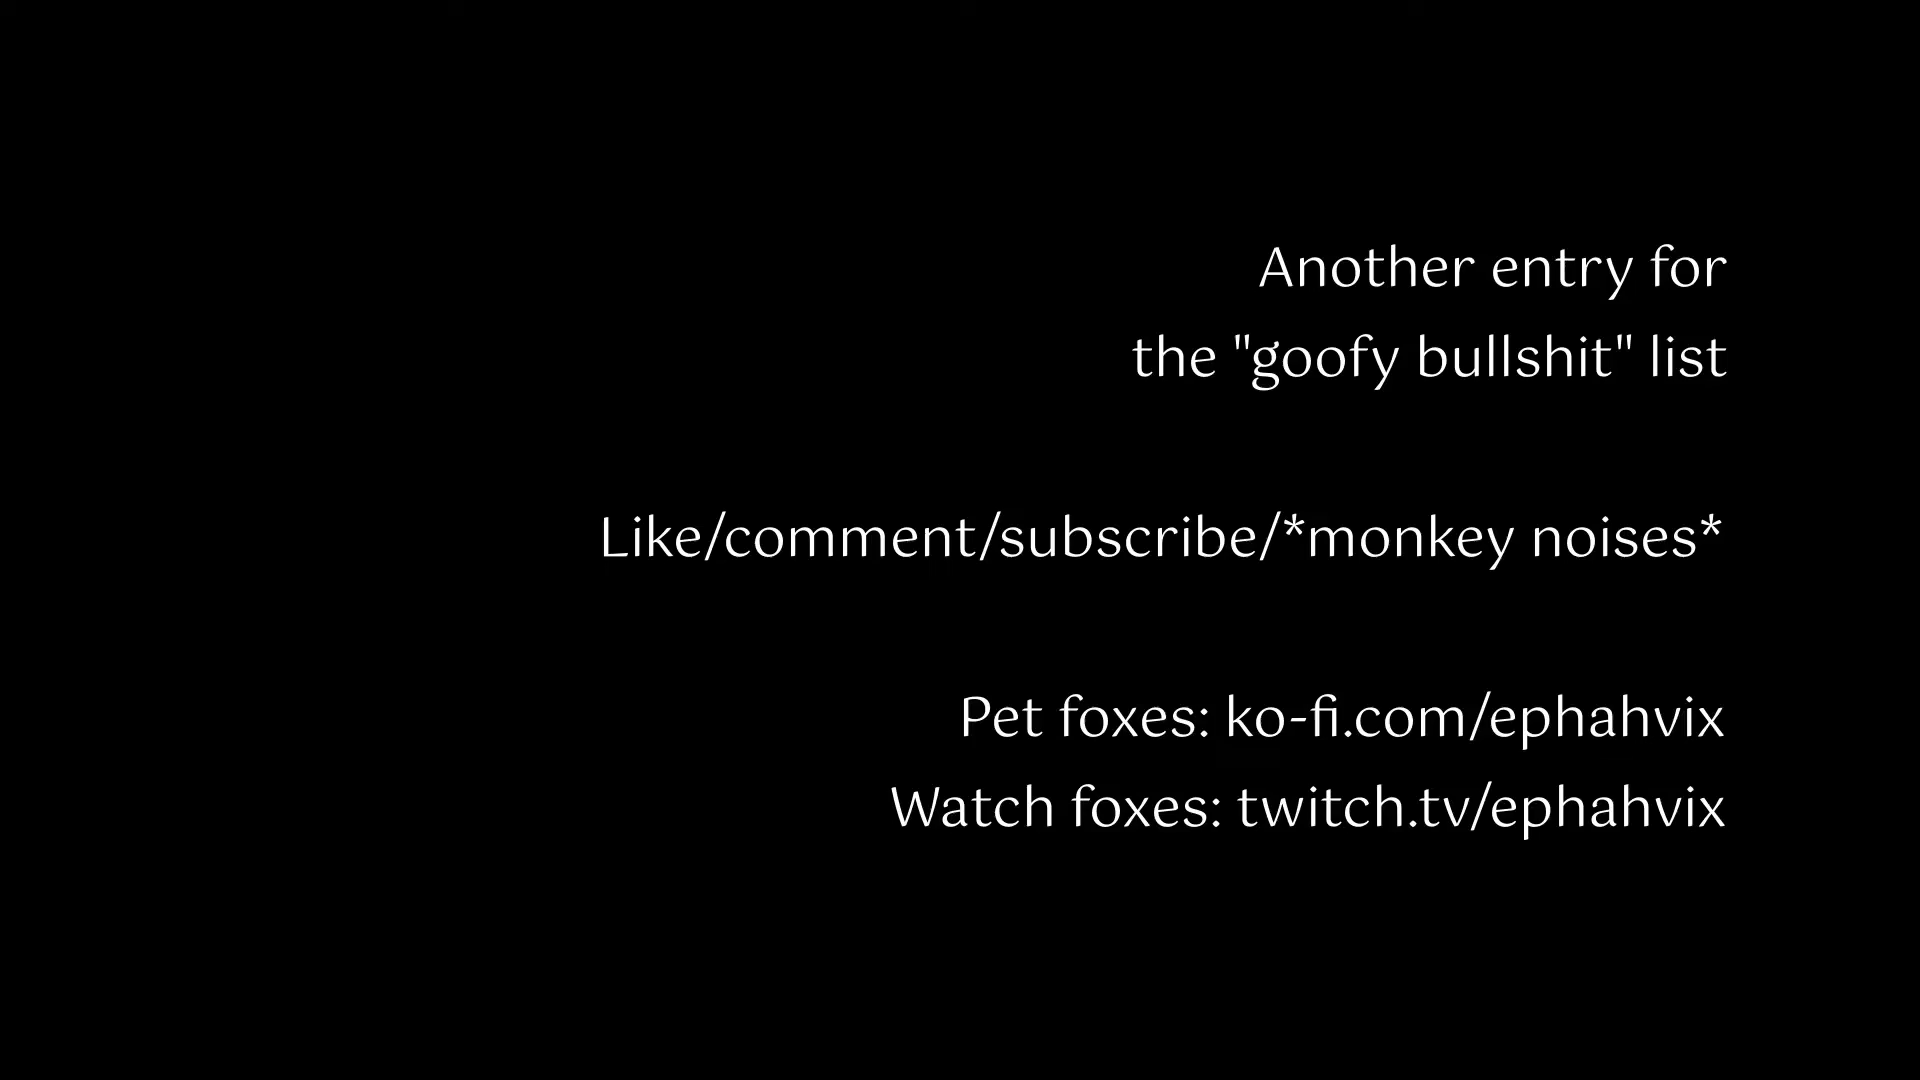 Another entry for
the "goofy bullshit" list
Like/comment/subscribe/*monkey noises*
Pet foxes: ko-fi.com/ephahvix
Watch foxes: twitch.tv/ephahvix